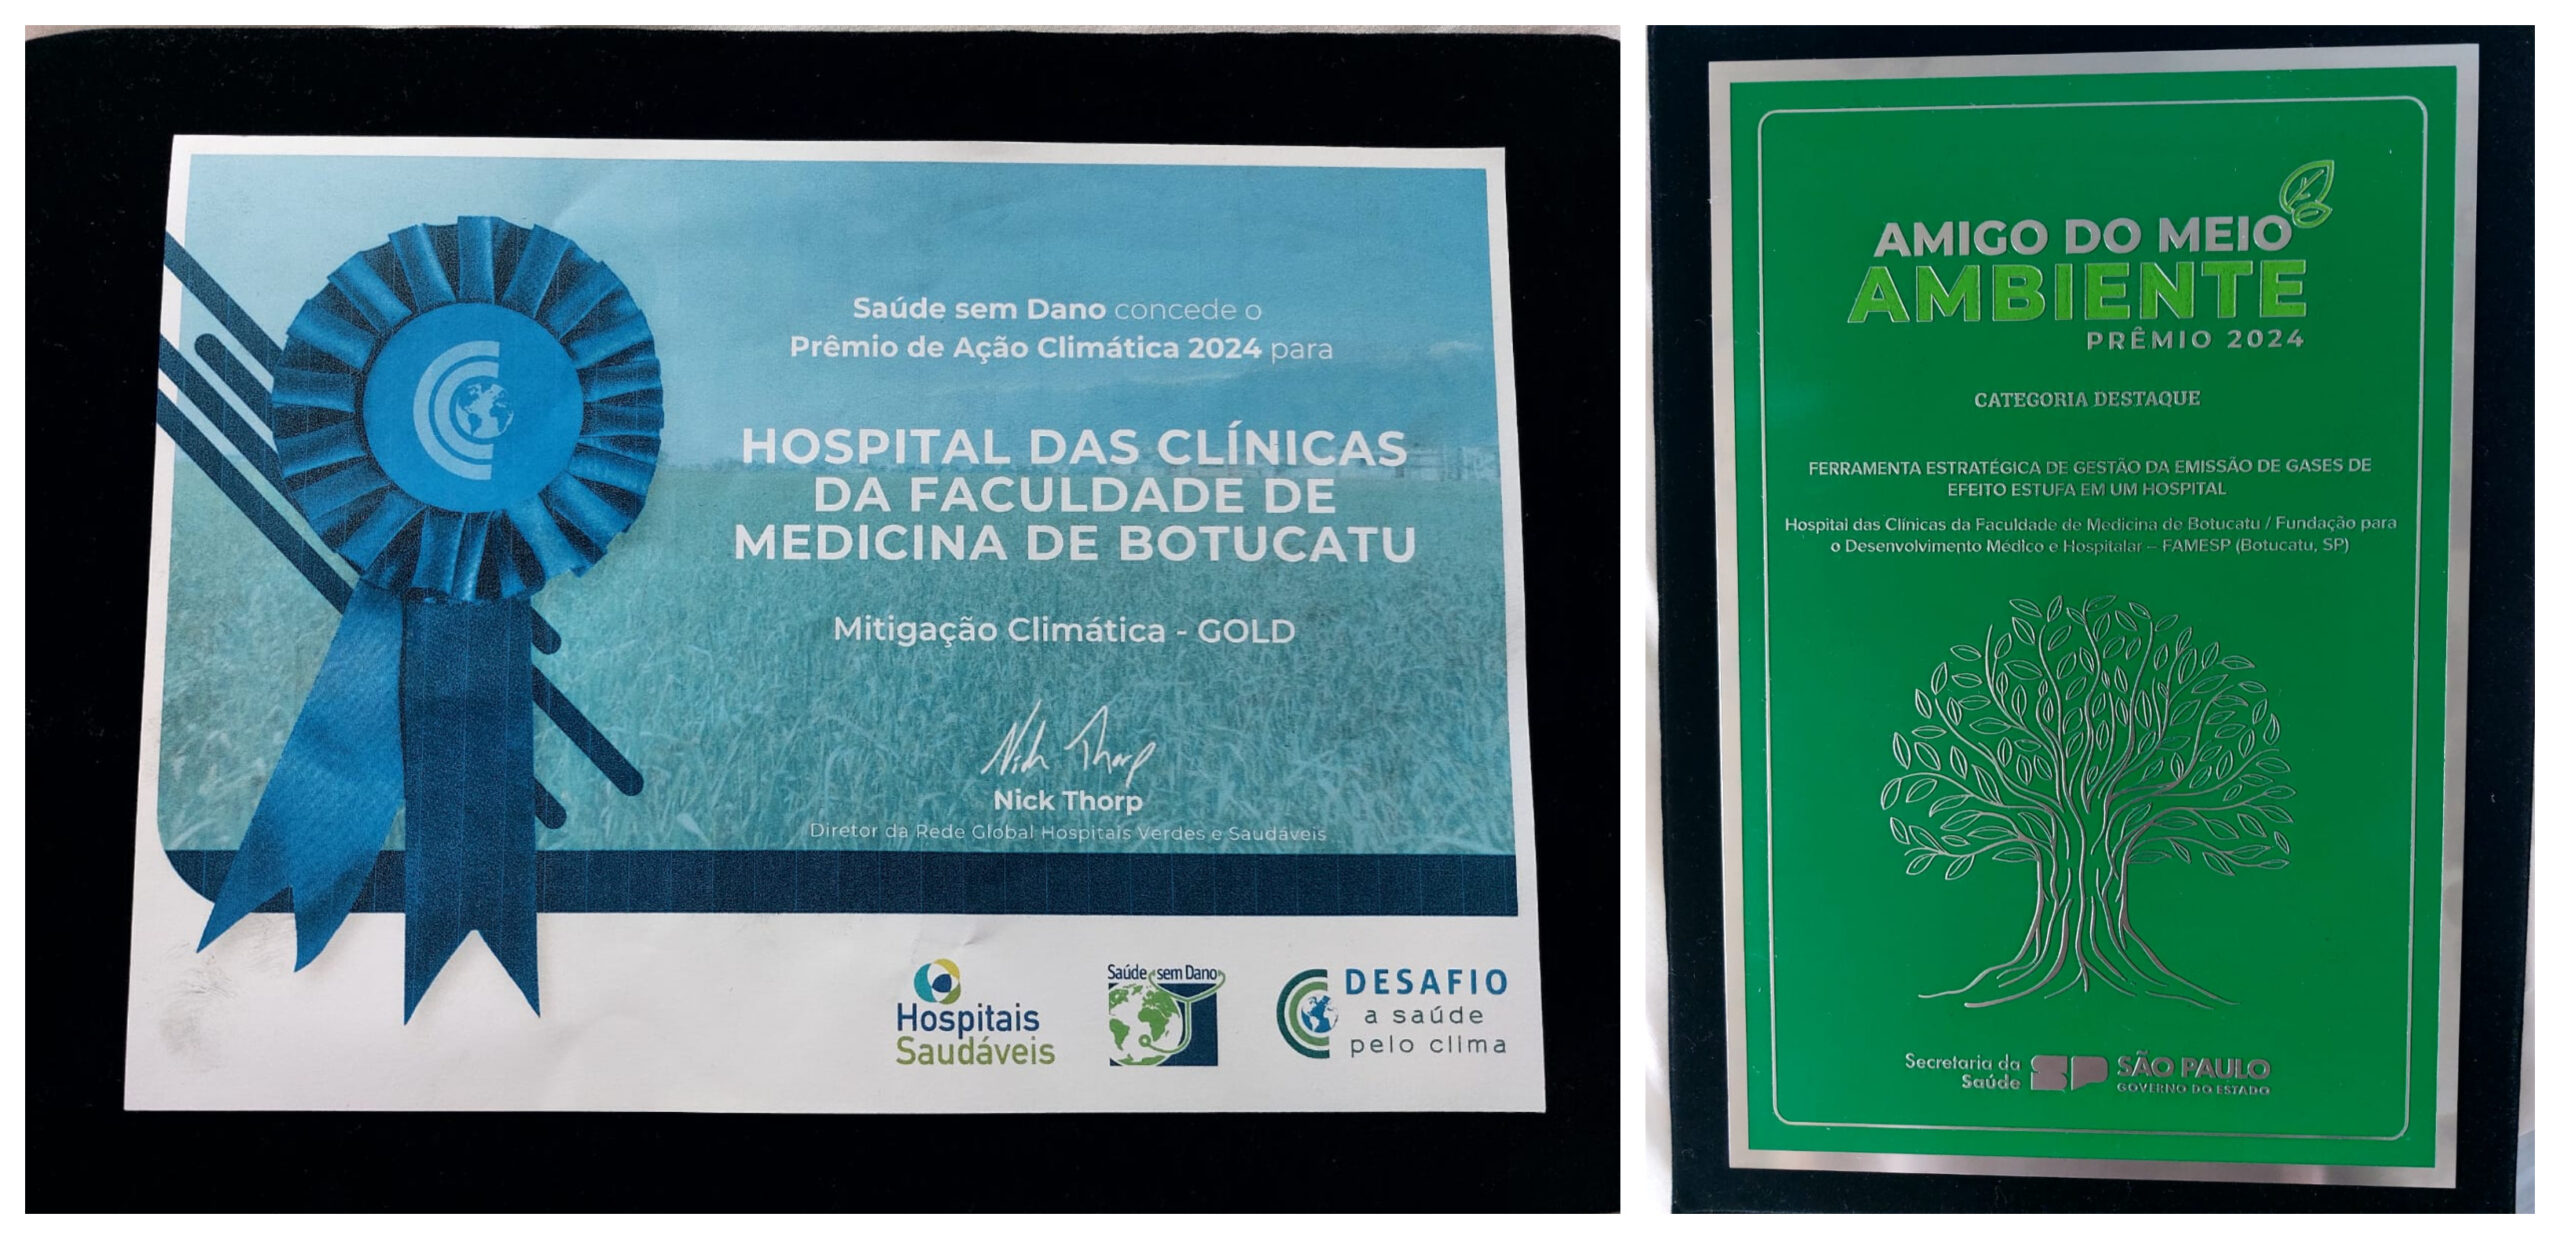 Saúde sem Dano concede o
Prêmio de Ação Climática 2024 para
HOSPITAL DAS CLÍNICAS
DA FACULDADE DE
MEDICINA DE BOTUCATU
Mitigação Climática - GOLD
Nick Thorp
Nick Thorp
Diretor da Rede Global Hospitais Verdes e Saudáveis
Hospitais
Saudáveis
Saúde sem Dano
DESAFIO
a saúde
pelo clima
AMIGO DO MEIO
AMBIENTE
PRÊMIO 2024
CATEGORIA DESTAQUE
FERRAMENTA ESTRATÉGICA DE GESTÃO DA EMISSÃO DE GASES DE
EFEITO ESTUFA EM UM HOSPITAL
Hospital das Clínicas da Faculdade de Medicina de Botucatu / Fundação para
o Desenvolvimento Médico e Hospitalar – FAMESP (Botucatu, SP)
Secretaria da
Saúde
SP
SÃO PAULO
GOVERNO DO ESTADO